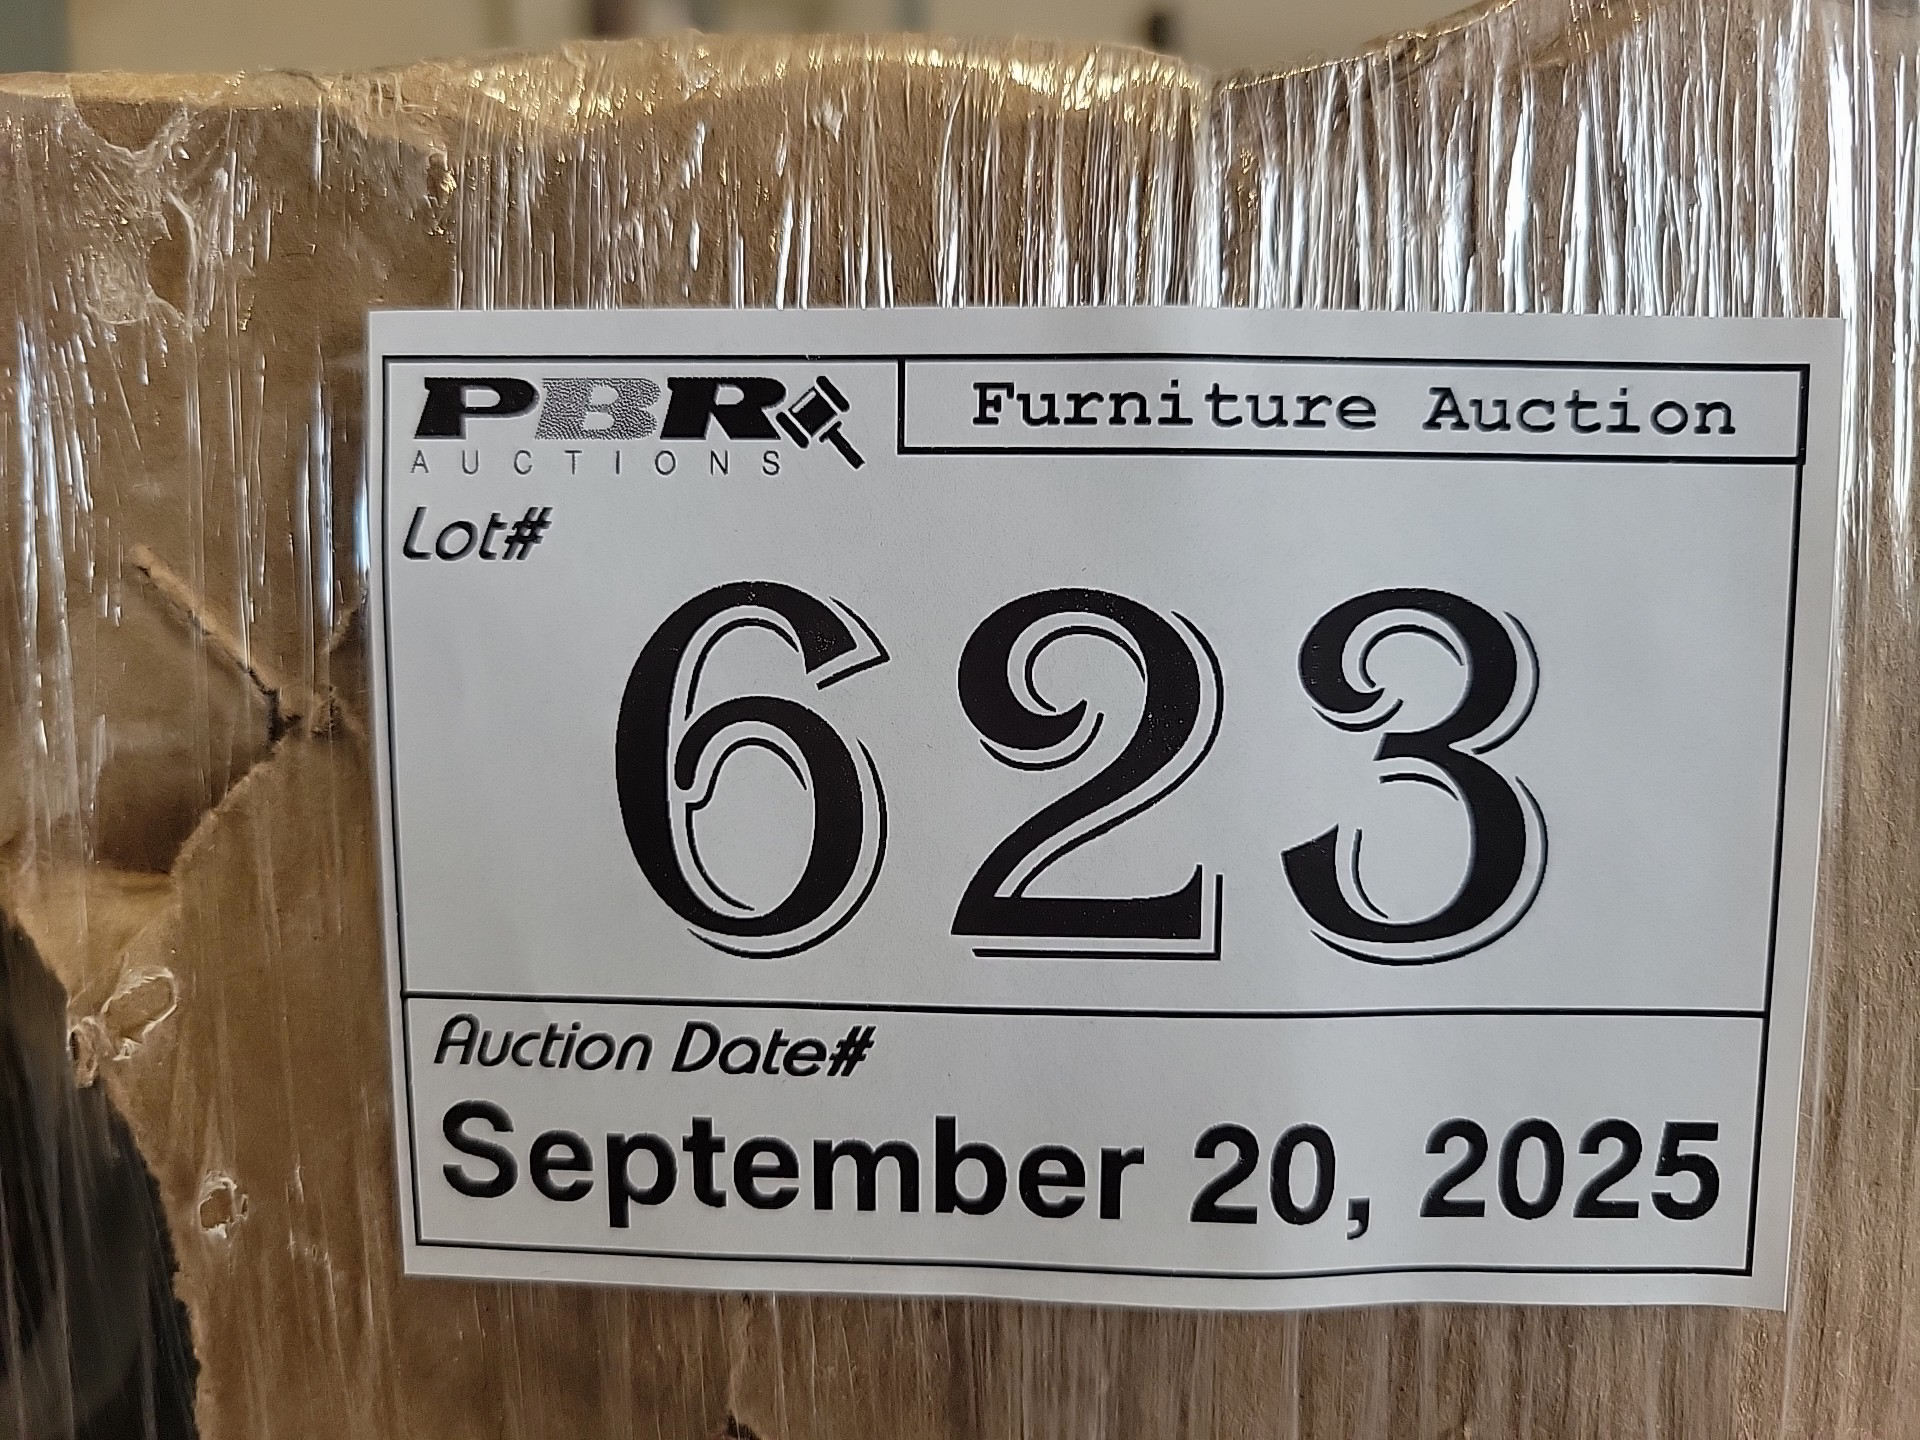 PBR
AUCTIONS
Furniture Auction
Lot#
623
Auction Date#
September 20, 2025